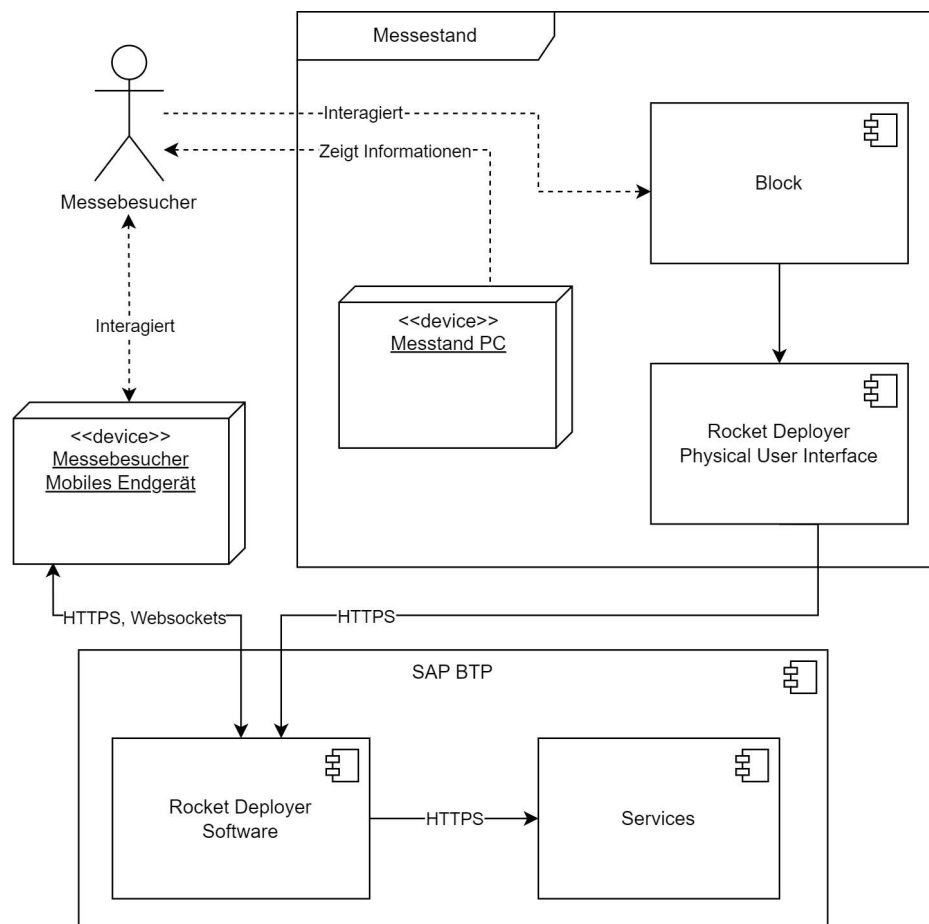 Messestand
Interagiert
Zeigt Informationen
Block
Messebesucher
<<device>>
Messtand PC
Interagiert
Rocket Deployer
Physical User Interface
<<device>>
Messebesucher
Mobiles Endgerät
HTTPS, Websockets
HTTPS
SAP BTP
Rocket Deployer
Software
HTTPS
Services